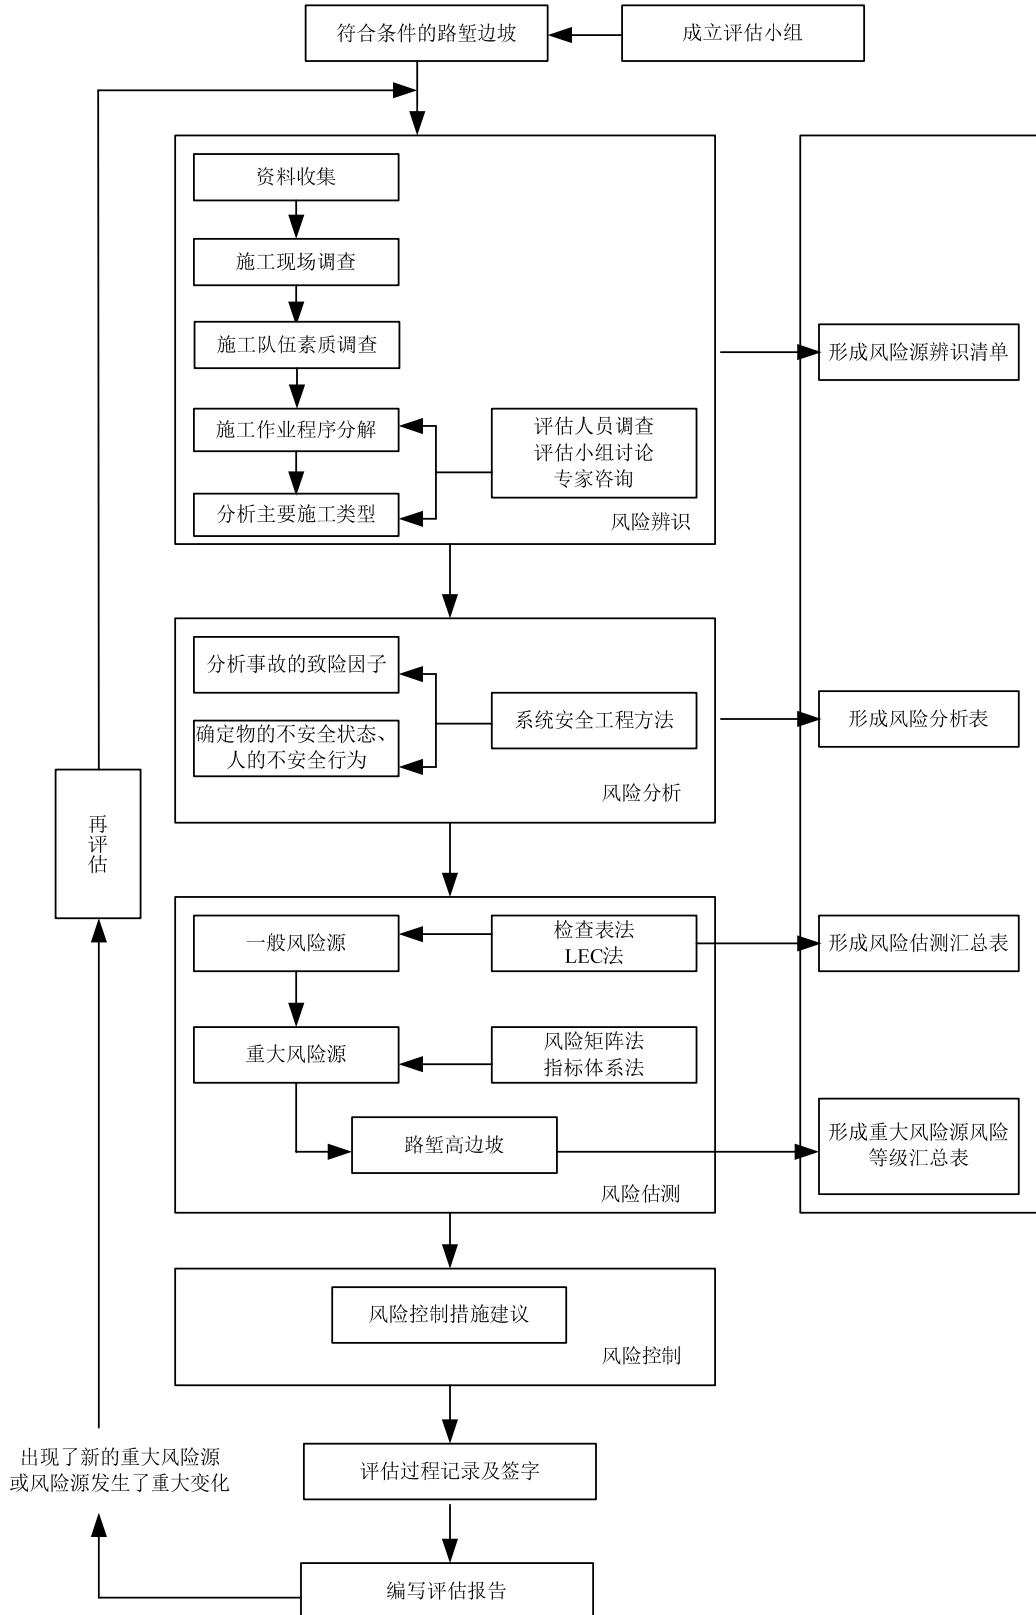 符合条件的路堑边坡
成立评估小组
资料收集
施工现场调查
施工队伍素质调查
施工作业程序分解
分析主要施工类型
评估人员调查
评估小组讨论
专家咨询
风险辨识
形成风险源辨识清单
分析事故的致险因子
确定物的不安全状态、
人的不安全行为
系统安全工程方法
风险分析
形成风险分析表
再
评
估
一般风险源
检查表法
LEC法
形成风险估测汇总表
重大风险源
风险矩阵法
指标体系法
路堑高边坡
形成重大风险源风险
等级汇总表
风险估测
风险控制措施建议
风险控制
出现了新的重大风险源
或风险源发生了重大变化
评估过程记录及签字
编写评估报告